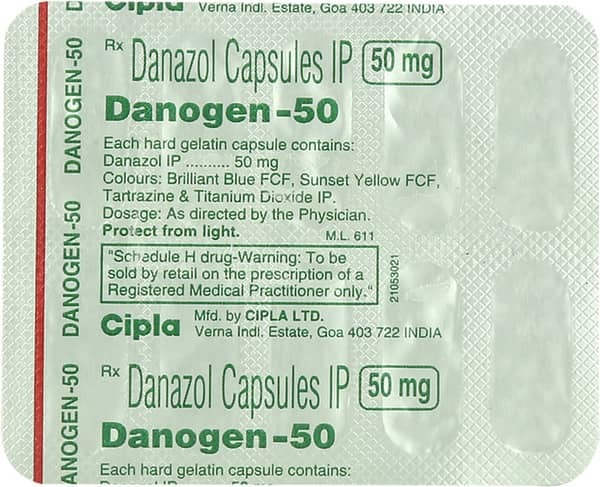 Cipla
Verna Indl. Estate, Goa 403 722 INDIA
Rx Danazol Capsules IP 50 mg
Danogen-50
Each hard gelatin capsule contains:
Danazol IP .......... 50 mg
Colours: Brilliant Blue FCF, Sunset Yellow FCF,
Tartrazine & Titanium Dioxide IP.
Dosage: As directed by the Physician.
Protect from light.
M.L. 611
"Schedule H drug-Warning: To be
sold by retail on the prescription of a
Registered Medical Practitioner only."
21053021
Cipla
Mfd. by CIPLA LTD.
Verna Indl. Estate, Goa 403 722 INDIA
Rx Danazol Capsules IP 50 mg
Danogen-50
Each hard gelatin capsule contains:
DANOGEN-50
DANOGEN-50
ANOGEN-50